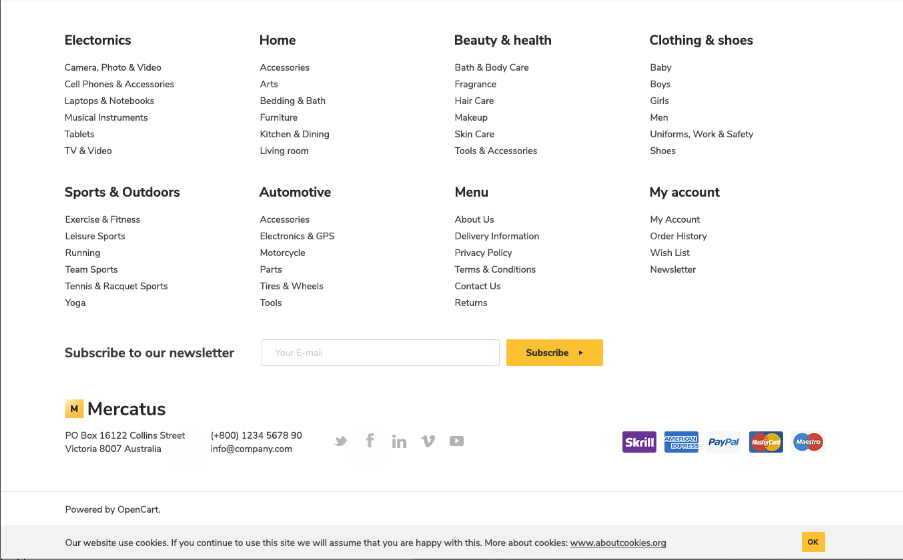 Electornics
Camera, Photo & Video
Cell Phones & Accessories
Laptops & Notebooks
Musical Instruments
Tablets
TV & Video
Home
Accessories
Arts
Bedding & Bath
Furniture
Kitchen & Dining
Living room
Beauty & health
Bath & Body Care
Fragrance
Hair Care
Makeup
Skin Care
Tools & Accessories
Clothing & shoes
Baby
Boys
Girls
Men
Uniforms, Work & Safety
Shoes
Sports & Outdoors
Exercise & Fitness
Leisure Sports
Running
Team Sports
Tennis & Racquet Sports
Yoga
Automotive
Accessories
Electronics & GPS
Motorcycle
Parts
Tires & Wheels
Tools
Menu
About Us
Delivery Information
Privacy Policy
Terms & Conditions
Contact Us
Returns
My account
My Account
Order History
Wish List
Newsletter
Subscribe to our newsletter
Your E-mail
Subscribe
M Mercatus
PO Box 16122 Collins Street
Victoria 8007 Australia
(+800) 1234 5678 90
info@company.com
Skrill
AMERICAN EXPRESS
PayPal
MasterCard
Maestro
Powered by OpenCart.
Our website use cookies. If you continue to use this site we will assume that you are happy with this. More about cookies: www.aboutcookies.org
OK